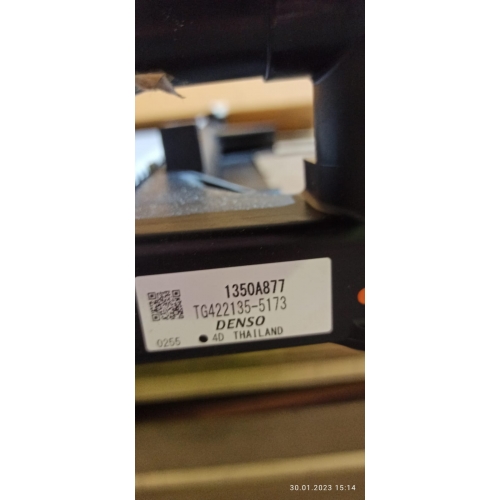 1350A877
TG422135-5173
DENSO
0255 ● 4D THAILAND
30.01.2023 15:14